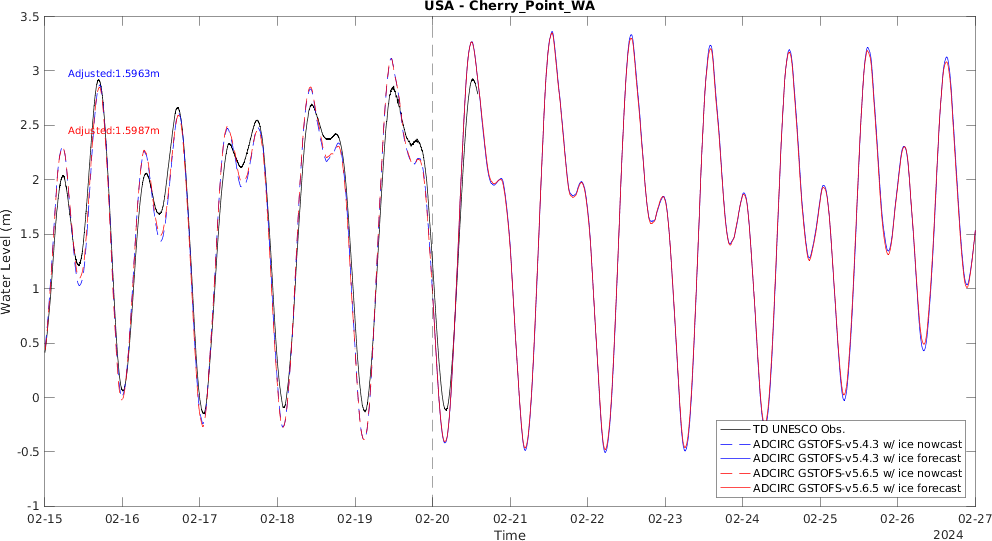 USA - Cherry_Point_WA
3.5
3
2.5
2
1.5
1
0.5
0
-0.5
-1
Water Level (m)
Adjusted:1.5963m
Adjusted:1.5987m
TD UNESCO Obs.
ADCIRC GSTOFS-v5.4.3 w/ ice nowcast
ADCIRC GSTOFS-v5.4.3 w/ ice forecast
ADCIRC GSTOFS-v5.6.5 w/ ice nowcast
ADCIRC GSTOFS-v5.6.5 w/ ice forecast
02-15 02-16 02-17 02-18 02-19 02-20 02-21 02-22 02-23 02-24 02-25 02-26 02-27
Time
2024